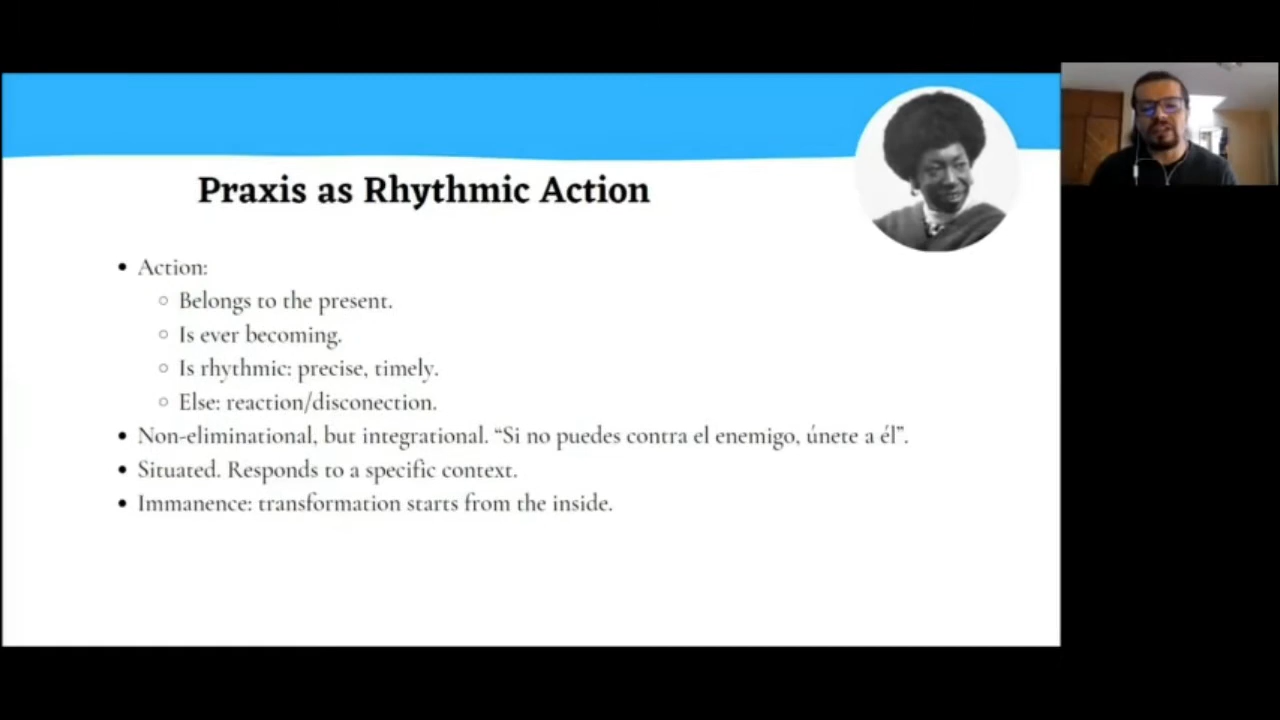 Praxis as Rhythmic Action
• Action:
○ Belongs to the present.
○ Is ever becoming.
○ Is rhythmic: precise, timely.
○ Else: reaction/disconection.
• Non-eliminational, but integrational. “Si no puedes contra el enemigo, únete a él”.
• Situated. Responds to a specific context.
• Immanence: transformation starts from the inside.